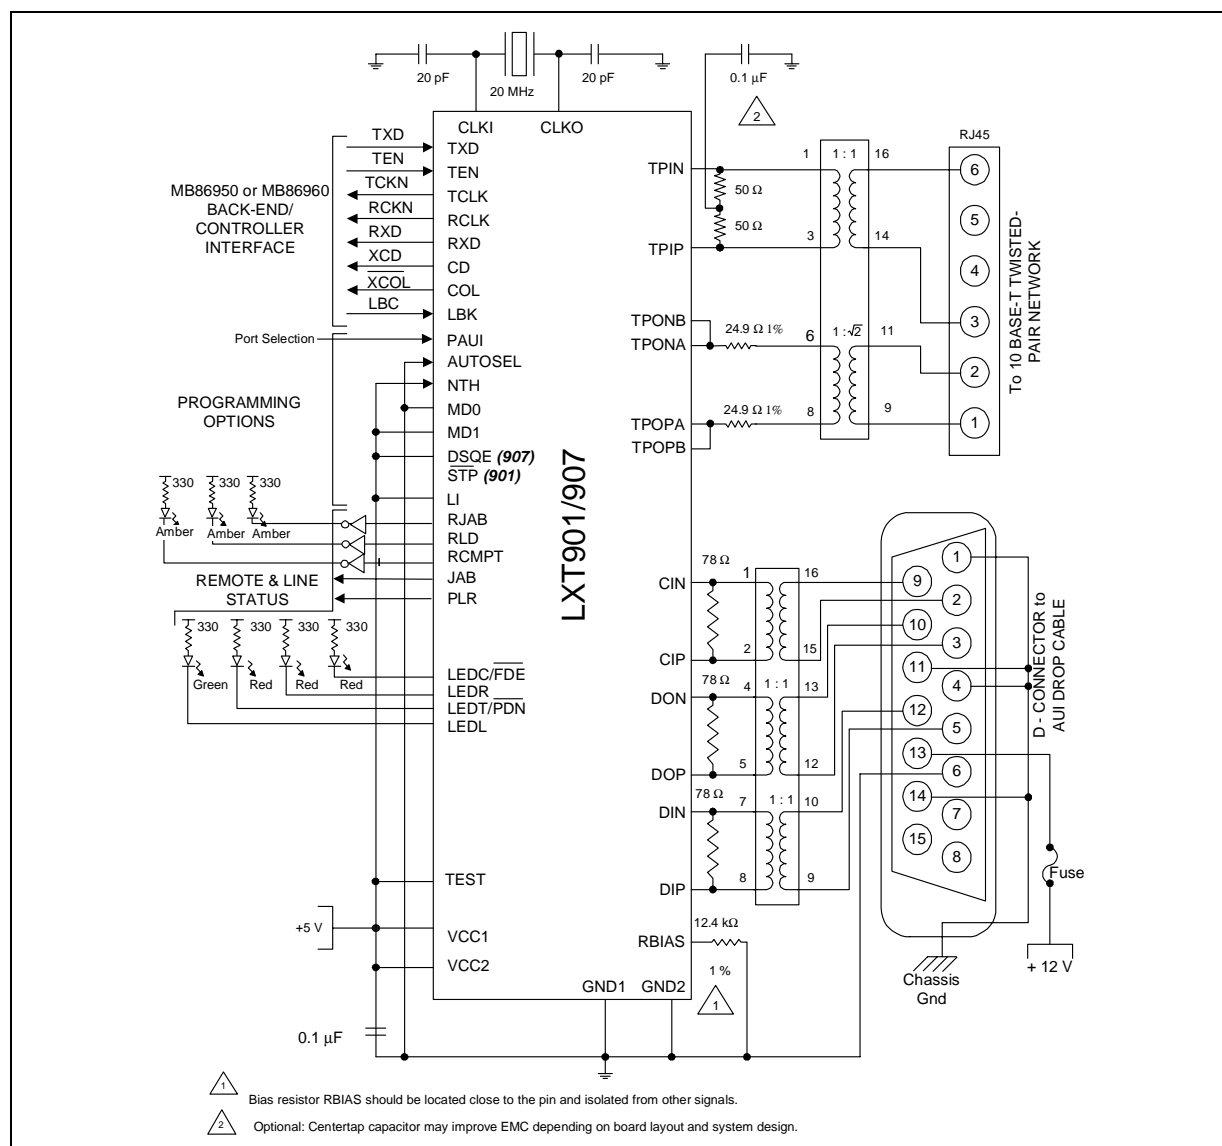 20 pF
20 MHz
20 pF
0.1 µF
2
CLKI
CLKO
MB86950 or MB86960
BACK-END/
CONTROLLER
INTERFACE
TXD
TEN
TCKN
RCKN
RXD
XCD
XCOL
LBC
Port Selection
PROGRAMMING
OPTIONS
TXD
TEN
TCLK
RCLK
RXD
CD
COL
LBK
PAUI
AUTOSEL
NTH
MD0
MD1
DSQE (907)
STP (901)
LI
RJAB
RLD
RCMPT
JAB
PLR
330
330
330
Amber
Amber
Amber
REMOTE & LINE
STATUS
330
330
330
330
Green
Red
Red
Red
LEDC/FDE
LEDR
LEDT/PDN
LEDL
TEST
+5 V
VCC1
VCC2
0.1 µF
LXT901/907
GND1
GND2
TPIN
50 Ω
50 Ω
TPIP
1
1 : 1
16
3
14
TPONB
TPONA
24.9 Ω 1%
6
1 : √2
11
TPOPA
TPOPB
24.9 Ω 1%
8
9
RJ45
6
5
4
3
2
1
To 10 BASE-T TWISTED-
PAIR NETWORK
CIN
78 Ω
1
16
CIP
2
15
DON
78 Ω
4
1 : 1
13
DOP
5
12
DIN
78 Ω
7
1 : 1
10
DIP
8
9
RBIAS
12.4 kΩ
1 %
1
1
9
2
10
3
11
4
12
5
13
6
14
7
15
8
D - CONNECTOR to
AUI DROP CABLE
Fuse
+ 12 V
Chassis
Gnd
1
Bias resistor RBIAS should be located close to the pin and isolated from other signals.
2
Optional: Centertap capacitor may improve EMC depending on board layout and system design.